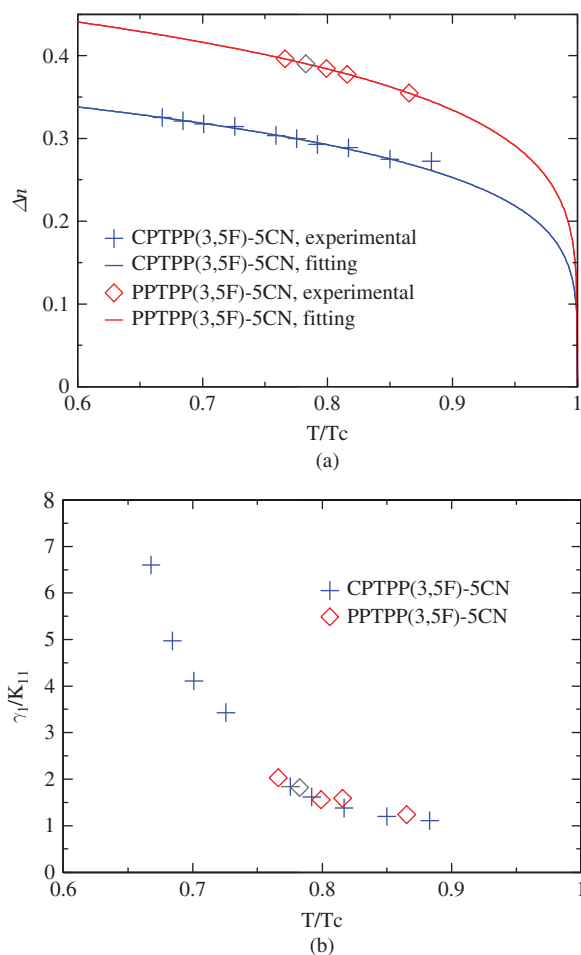 0.4
0.3
0.2
0.1
0
Δn
CPTPP(3,5F)-5CN, experimental
CPTPP(3,5F)-5CN, fitting
PPTPP(3,5F)-5CN, experimental
PPTPP(3,5F)-5CN, fitting
0.6 0.7 0.8 0.9 1
T/Tc
(a)
8
7
6
5
4
3
2
1
0
γ1/K11
CPTPP(3,5F)-5CN
PPTPP(3,5F)-5CN
0.6 0.7 0.8 0.9 1
T/Tc
(b)